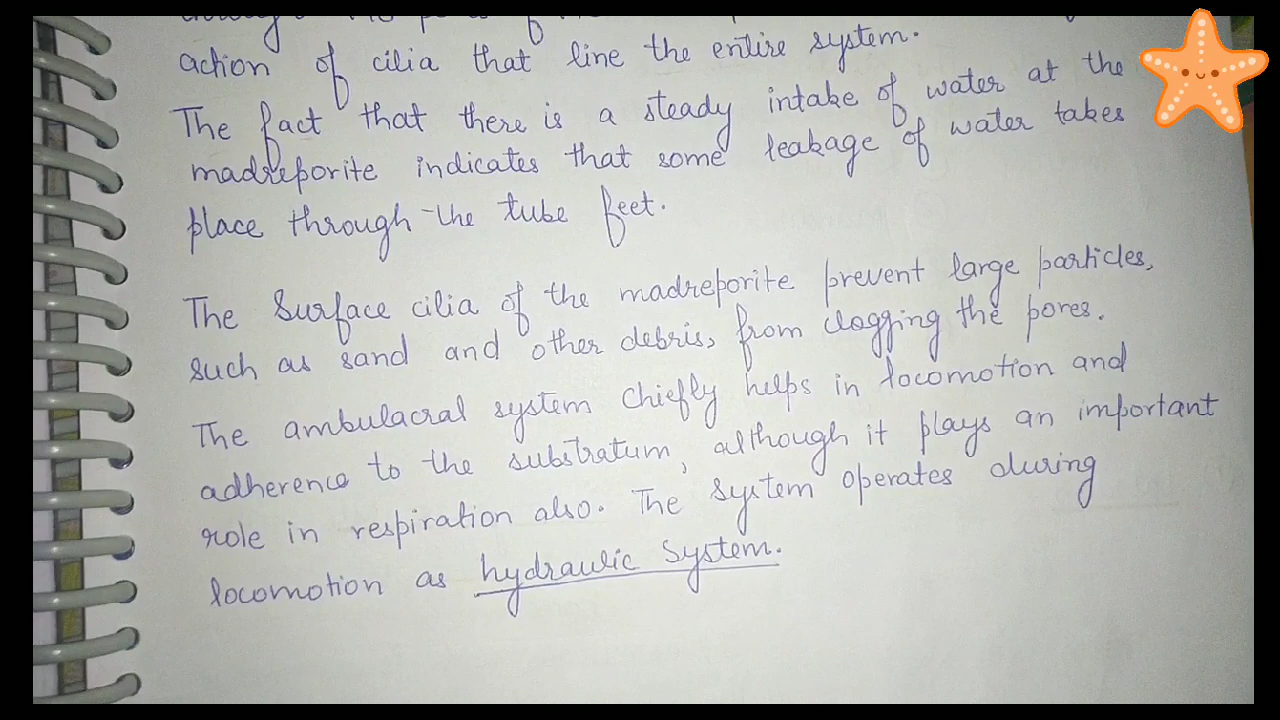 action of cilia that line the entire system.
The fact that there is a steady intake of water at the
madreporite indicates that some leakage of water takes
place through the tube feet.
The Surface cilia of the madreporite prevent large particles,
such as sand and other debris, from clogging the pores.
The ambulacral system chiefly helps in locomotion and
adherence to the substratum, although it plays an important
role in respiration also. The system operates during
locomotion as hydraulic System.